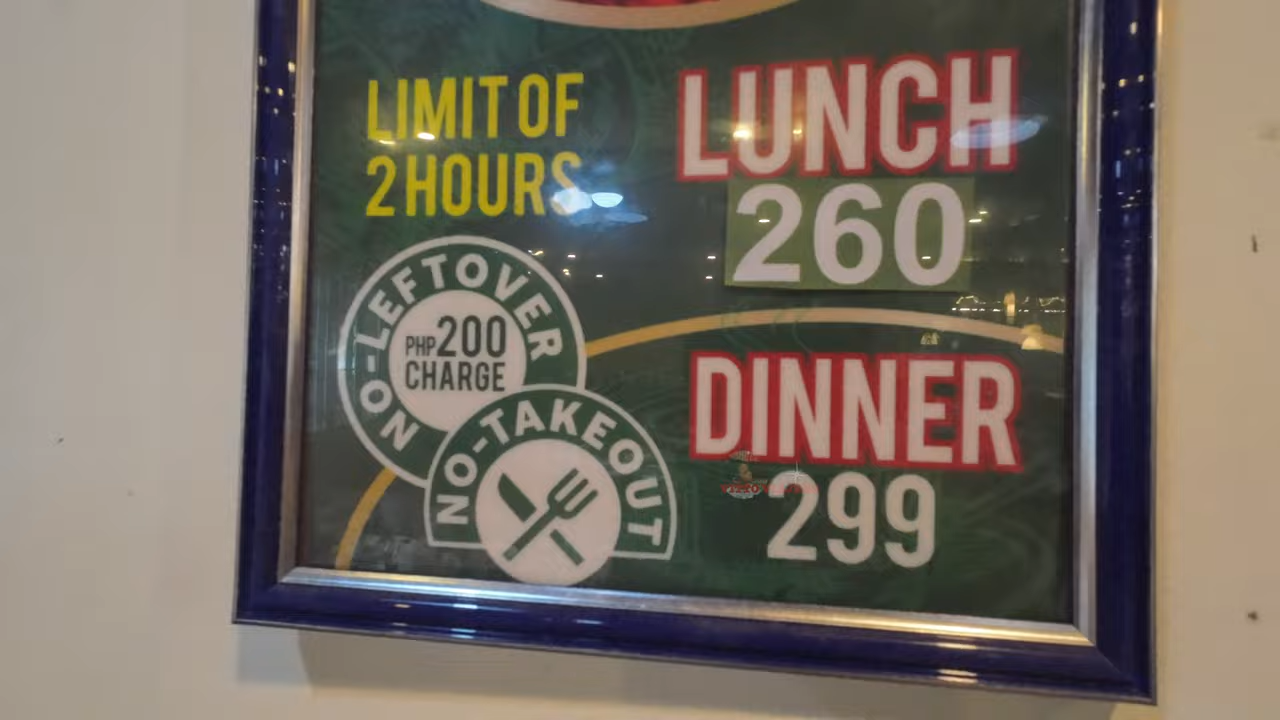 LIMIT OF
2 HOURS
NO-LEFTOVER
PHP 200
CHARGE
NO-TAKEOUT
LUNCH
260
DINNER
299